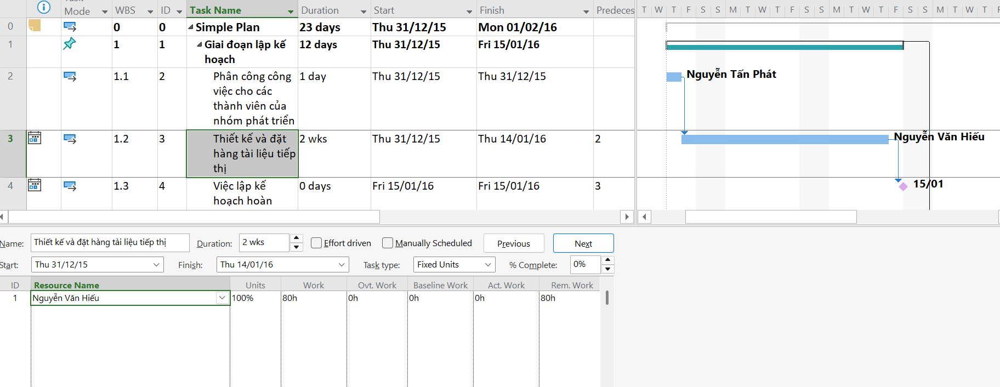 Task
Mode WBS ID Task Name Duration Start Finish Predeces T W T F S S M T W T F S S M T W T F S S M T W T F
0 0 0 Simple Plan 23 days Thu 31/12/15 Mon 01/02/16
1 1 1 Giai đoạn lập kế 12 days Thu 31/12/15 Fri 15/01/16
hoạch
2 1.1 2 Phân công công 1 day Thu 31/12/15 Thu 31/12/15 Nguyễn Tấn Phát
việc cho các
thành viên của
nhóm phát triển
3 1.2 3 Thiết kế và đặt 2 wks Thu 31/12/15 Thu 14/01/16 2 Nguyễn Văn Hiếu
hàng tài liệu tiếp
thị
4 1.3 4 Việc lập kế 0 days Fri 15/01/16 Fri 15/01/16 3 15/01
hoạch hoàn
Name: Thiết kế và đặt hàng tài liệu tiếp thị Duration: 2 wks Effort driven Manually Scheduled Previous Next
Start: Thu 31/12/15 Finish: Thu 14/01/16 Task type: Fixed Units % Complete: 0%
ID Resource Name Units Work Ovt. Work Baseline Work Act. Work Rem. Work
1 Nguyễn Văn Hiếu 100% 80h 0h 0h 0h 80h